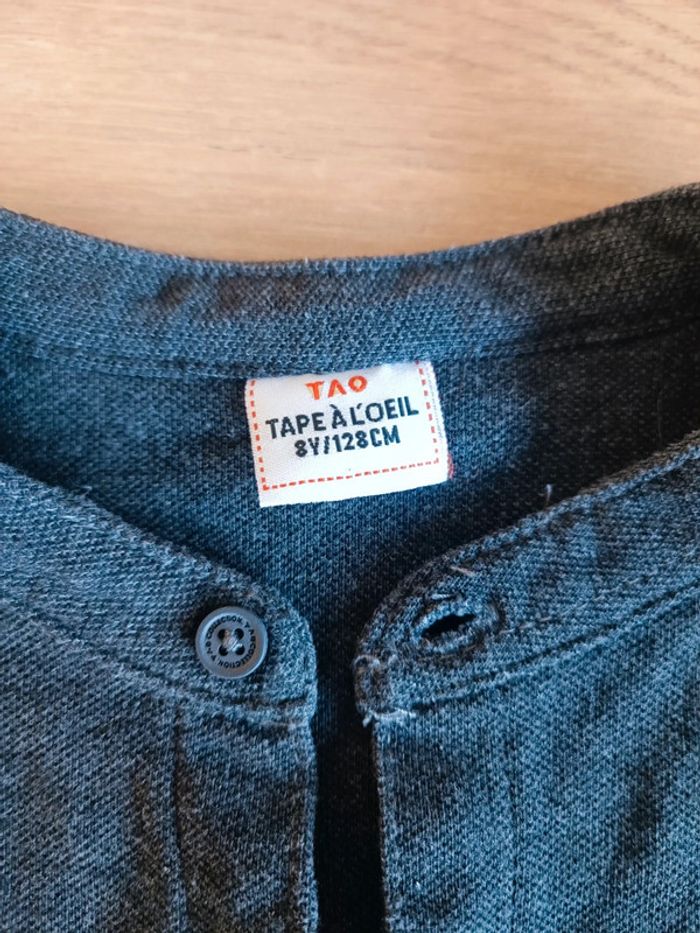 TAO
TAPE À L'OEIL
8Y/128CM